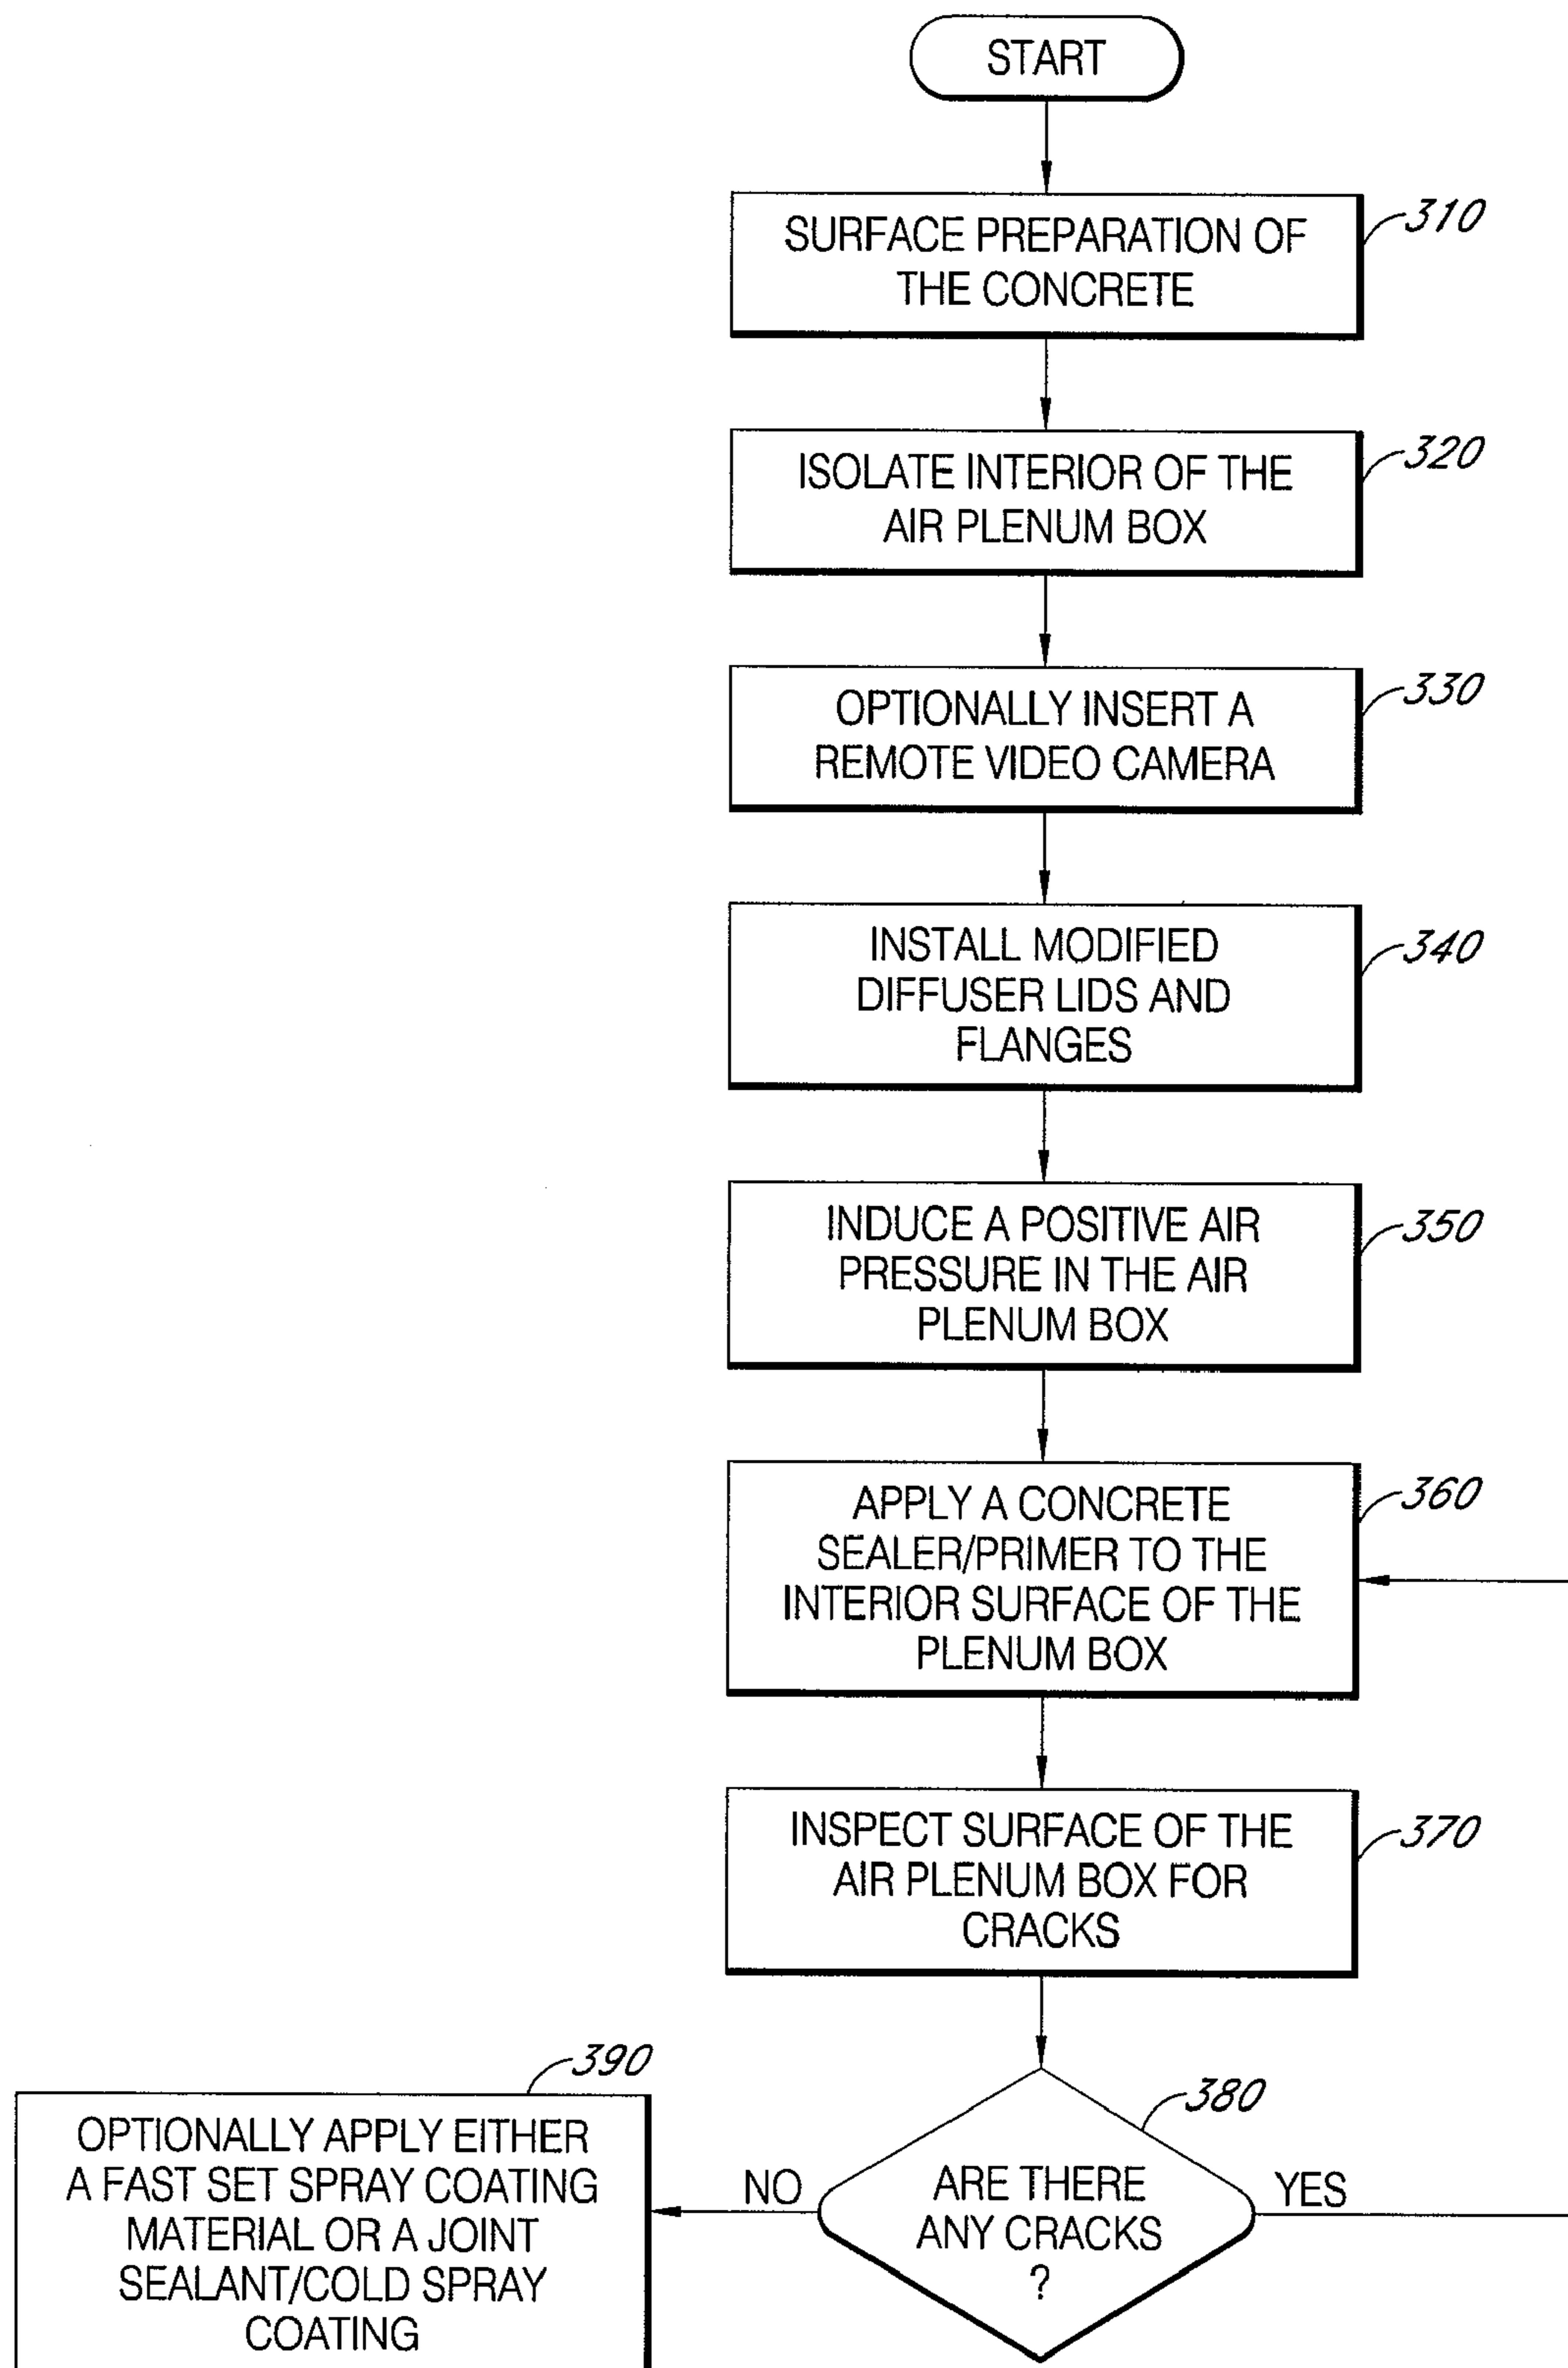 START
SURFACE PREPARATION OF
THE CONCRETE
310
ISOLATE INTERIOR OF THE
AIR PLENUM BOX
320
OPTIONALLY INSERT A
REMOTE VIDEO CAMERA
330
INSTALL MODIFIED
DIFFUSER LIDS AND
FLANGES
340
INDUCE A POSITIVE AIR
PRESSURE IN THE AIR
PLENUM BOX
350
APPLY A CONCRETE
SEALER/PRIMER TO THE
INTERIOR SURFACE OF THE
PLENUM BOX
360
INSPECT SURFACE OF THE
AIR PLENUM BOX FOR
CRACKS
370
ARE THERE
ANY CRACKS
?
380
YES
NO
390
OPTIONALLY APPLY EITHER
A FAST SET SPRAY COATING
MATERIAL OR A JOINT
SEALANT/COLD SPRAY
COATING